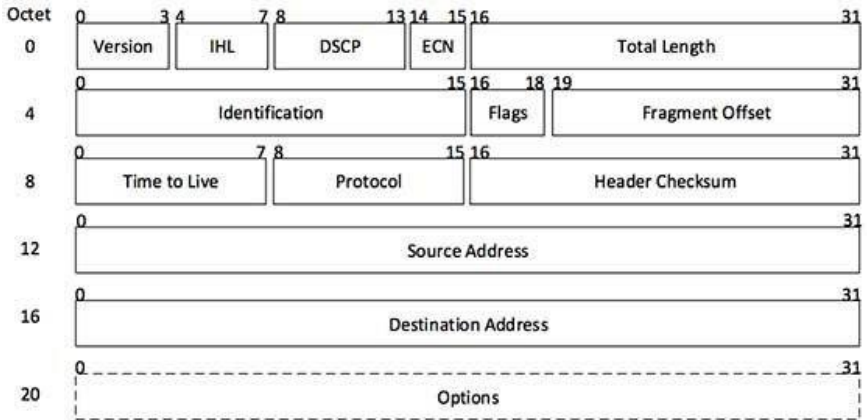 Octet 0 3 4 7 8 13 14 15 16 31
0 Version IHL DSCP ECN Total Length
0 15 16 18 19 31
4 Identification Flags Fragment Offset
0 7 8 15 16 31
8 Time to Live Protocol Header Checksum
0 31
12 Source Address
0 31
16 Destination Address
0 31
20 Options